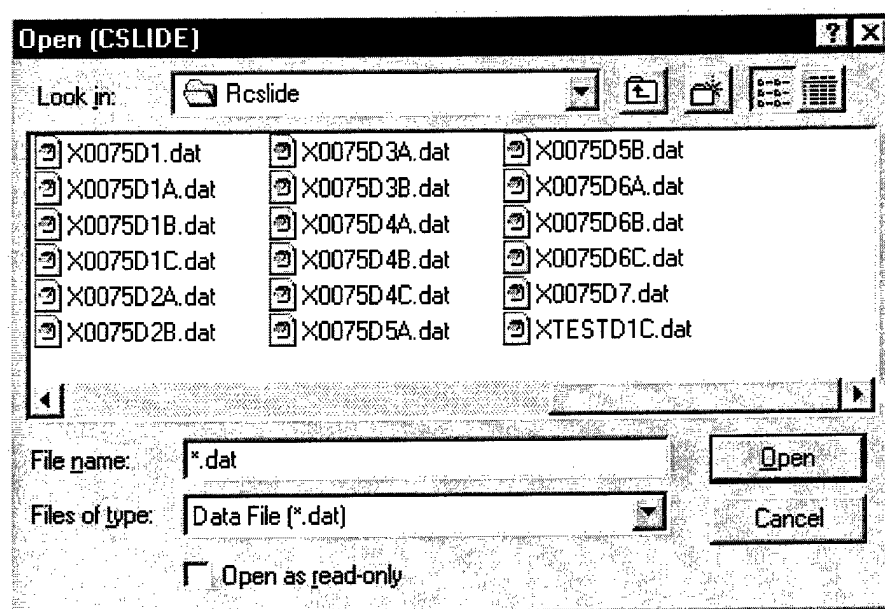 Open (CSLIDE)
Look in: Rcslide
X0075D1.dat X0075D3A.dat X0075D5B.dat
X0075D1A.dat X0075D3B.dat X0075D6A.dat
X0075D1B.dat X0075D4A.dat X0075D6B.dat
X0075D1C.dat X0075D4B.dat X0075D6C.dat
X0075D2A.dat X0075D4C.dat X0075D7.dat
X0075D2B.dat X0075D5A.dat XTESTD1C.dat
File name: *.dat Open
Files of type: Data File (*.dat) Cancel
Open as read-only